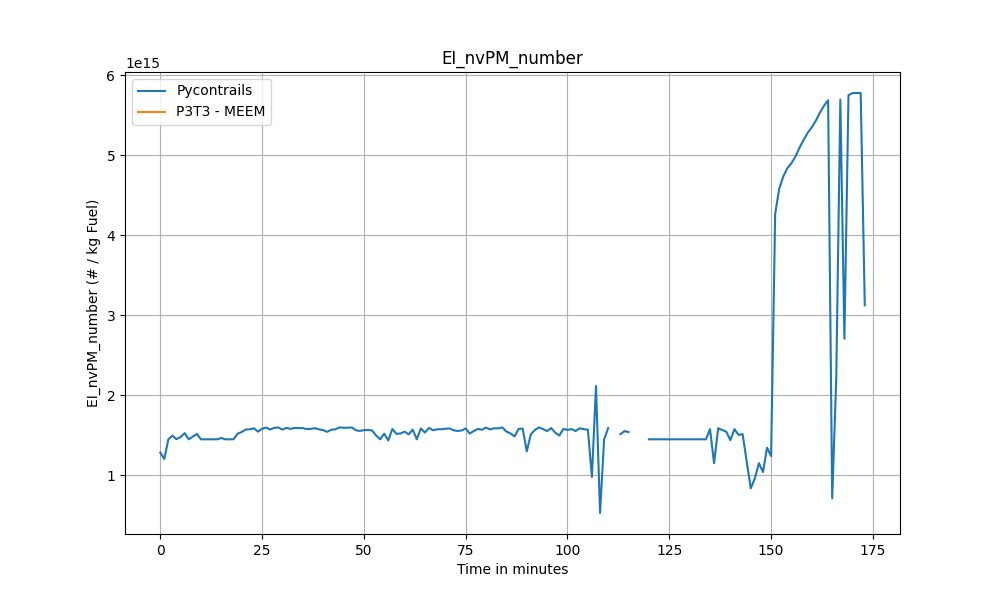 EI_nvPM_number
1e15
Pycontrails
P3T3 - MEEM
6
5
4
3
2
1
EI_nvPM_number (# / kg Fuel)
0 25 50 75 100 125 150 175
Time in minutes